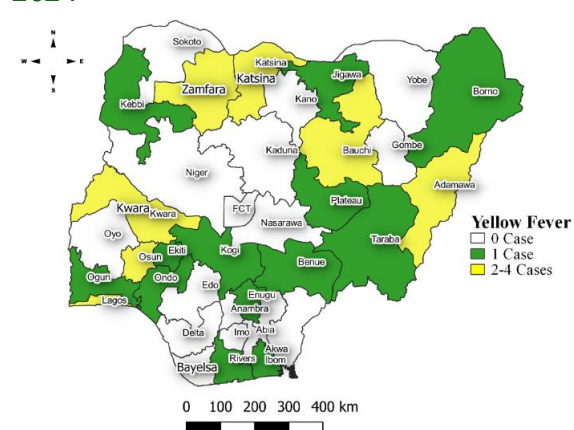 2024
N
W
E
S
Sokoto
Katsina
Katsina
Zamfara
Jigawa
Yobe
Borno
Kebbi
Kano
Kaduna
Bauchi
Gombe
Niger
Adamawa
Kwara
Kwara
FCT
Plateau
Nasarawa
Oyo
Taraba
Osun
Ekiti
Kogi
Benue
Ogun
Ondo
Lagos
Edo
Enugu
Anambra
Delta
Imo
Abia
Bayelsa
Rivers
Akwa
Ibom
Yellow Fever
0 Case
1 Case
2-4 Cases
0 100 200 300 400 km